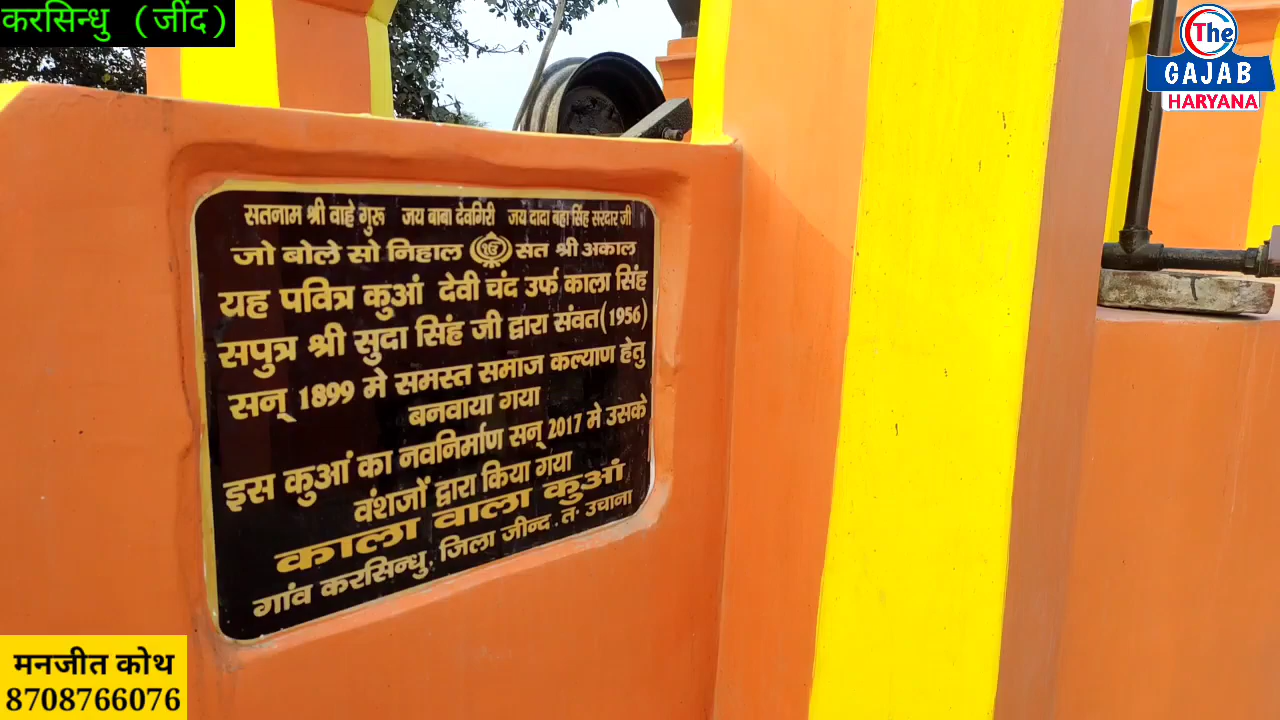 करसिन्धु (जींद)
The
GAJAB
HARYANA
सतनाम श्री वाहे गुरू जय बाबा देवगिरी जय दादा बहा सिंह सरदार जी
जो बोले सो निहाल ੴ सत श्री अकाल
यह पवित्र कुआं देवी चंद उर्फ काला सिंह
सपुत्र श्री सुदा सिंह जी द्वारा संवत(1956)
सन् 1899 मे समस्त समाज कल्याण हेतु
बनवाया गया
इस कुआं का नवनिर्माण सन् 2017 मे उसके
वंशजों द्वारा किया गया
काला वाला कुआं
गांव करसिन्धु, जिला जीन्द. त॰ उचाना
मनजीत कोथ
8708766076